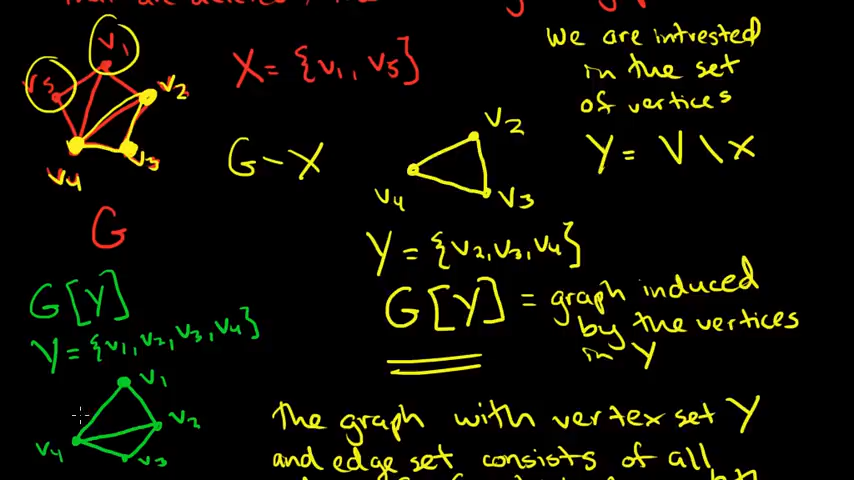 v1
v5
v2
v3
v4
G
X = {v1, v5}
We are intrested
in the set
of vertices
Y = V \ X
G - X
v2
v4
v3
Y = {v2, v3, v4}
G[Y] = graph induced
by the vertices
in Y
G[Y]
Y = {v1, v2, v3, v4}
v1
v2
v4
v3
The graph with vertex set Y
and edge set consists of all